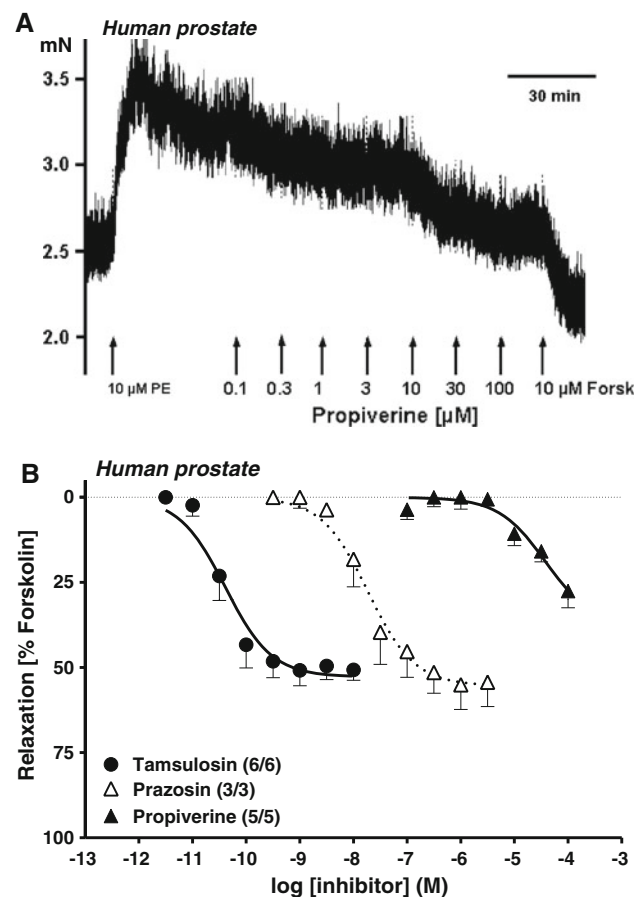 A
Human prostate
mN
3.5
3.0
2.5
2.0
30 min
10 µM PE 0.1 0.3 1 3 10 30 100 10 µM Forsk
Propiverine [µM]
B
Human prostate
0
25
50
75
100
Relaxation [% Forskolin]
Tamsulosin (6/6)
Prazosin (3/3)
Propiverine (5/5)
-13 -12 -11 -10 -9 -8 -7 -6 -5 -4 -3
log [inhibitor] (M)